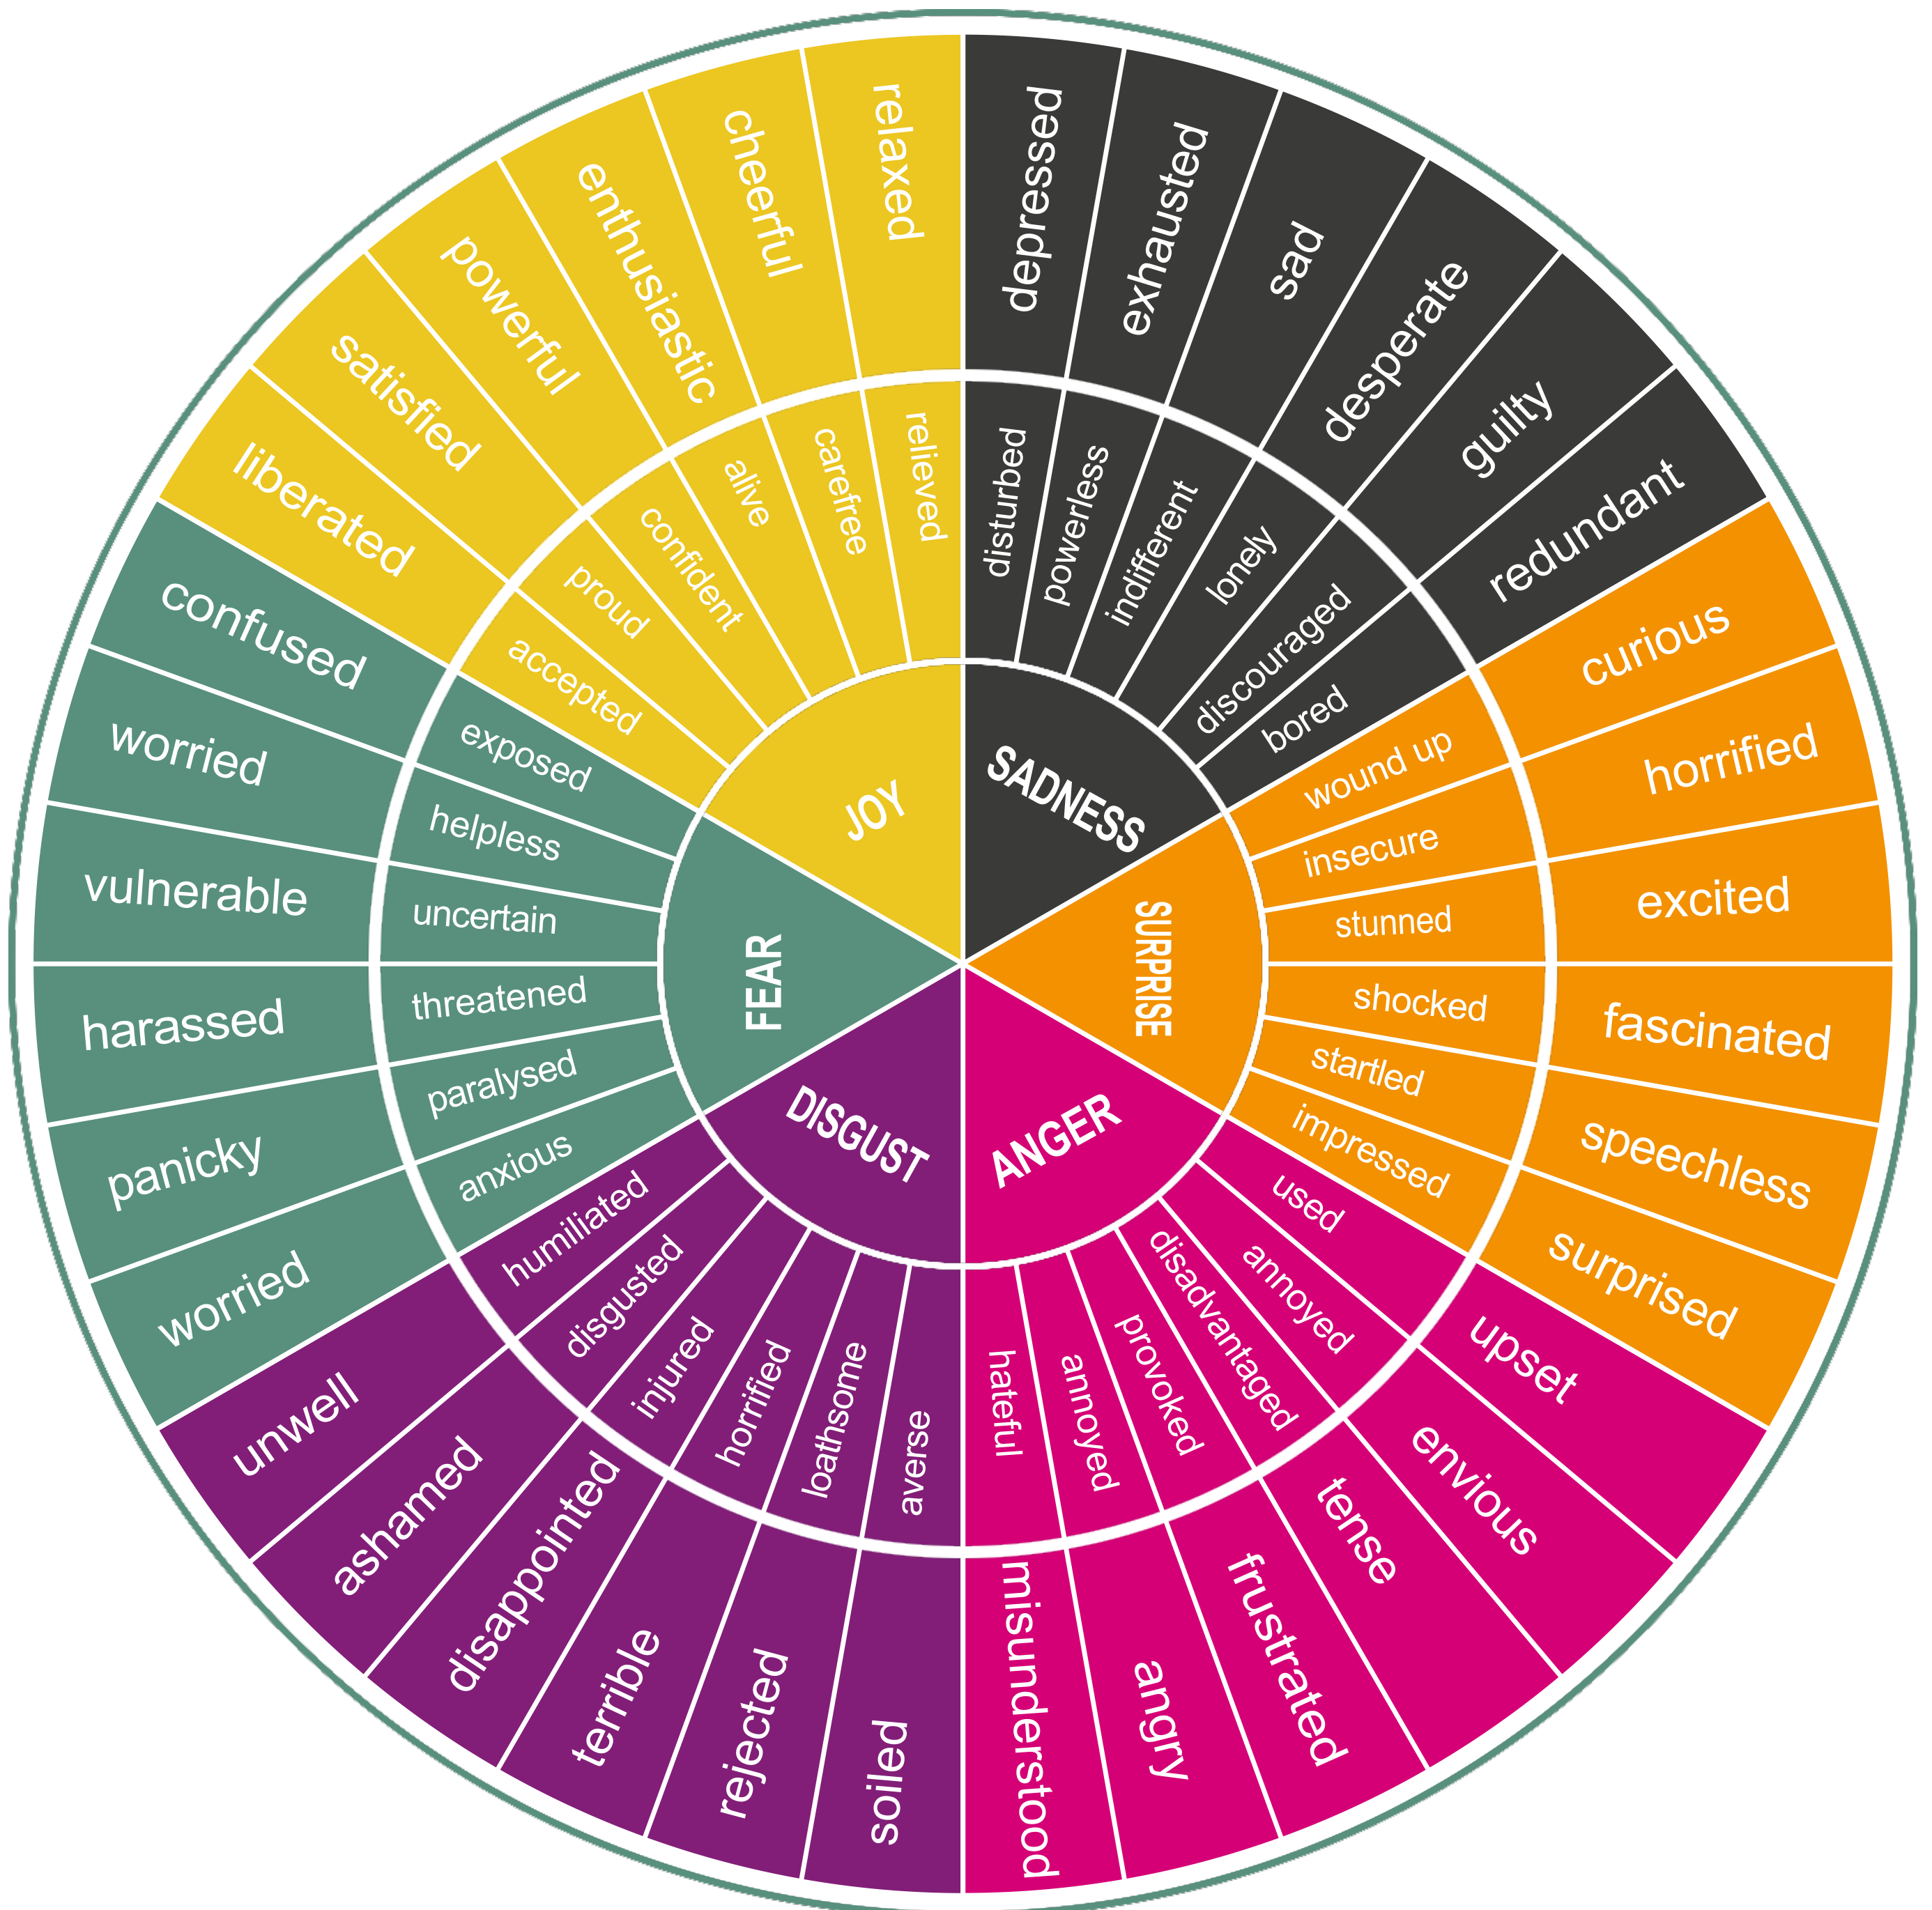 JOY
SADNESS
SURPRISE
ANGER
DISGUST
FEAR
relieved
carefree
alive
confident
proud
accepted
relaxed
cheerful
enthusiastic
powerful
satisfied
liberated
disturbed
powerless
indifferent
lonely
discouraged
bored
depressed
exhausted
sad
desperate
guilty
redundant
wound up
insecure
stunned
shocked
startled
impressed
curious
horrified
excited
fascinated
speechless
surprised
used
annoyed
disadvantaged
provoked
annoyed
hateful
upset
envious
tense
frustrated
angry
misunderstood
averse
loathsome
horrified
injured
disgusted
humiliated
soiled
rejected
terrible
disappointed
ashamed
unwell
anxious
paralysed
threatened
uncertain
helpless
exposed
worried
panicky
harassed
vulnerable
worried
confused